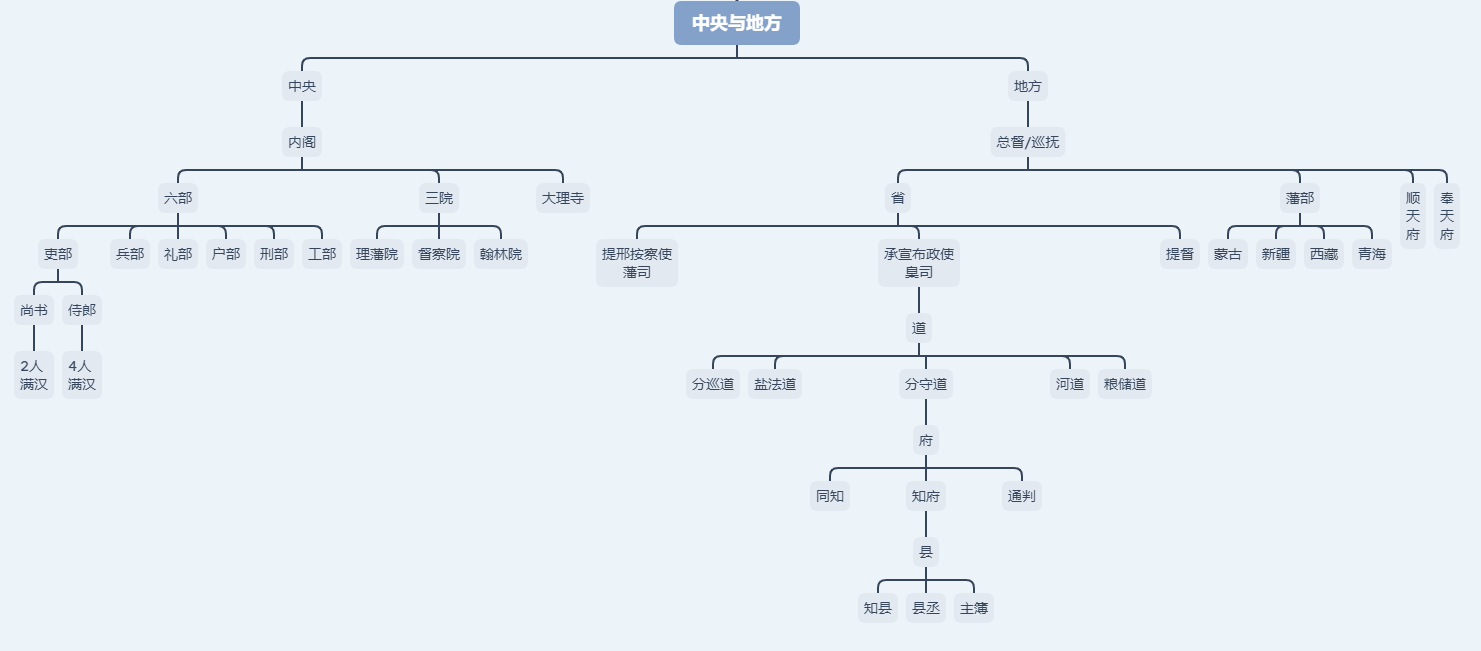 中央与地方
中央
地方
内阁
总督/巡抚
六部
三院
大理寺
省
藩部
顺
天
府
奉
天
府
吏部
兵部
礼部
户部
刑部
工部
理藩院
督察院
翰林院
提邢按察使
藩司
承宣布政使
臬司
提督
蒙古
新疆
西藏
青海
尚书
侍郎
道
2人
满汉
4人
满汉
分巡道
盐法道
分守道
河道
粮储道
府
同知
知府
通判
县
知县
县丞
主簿